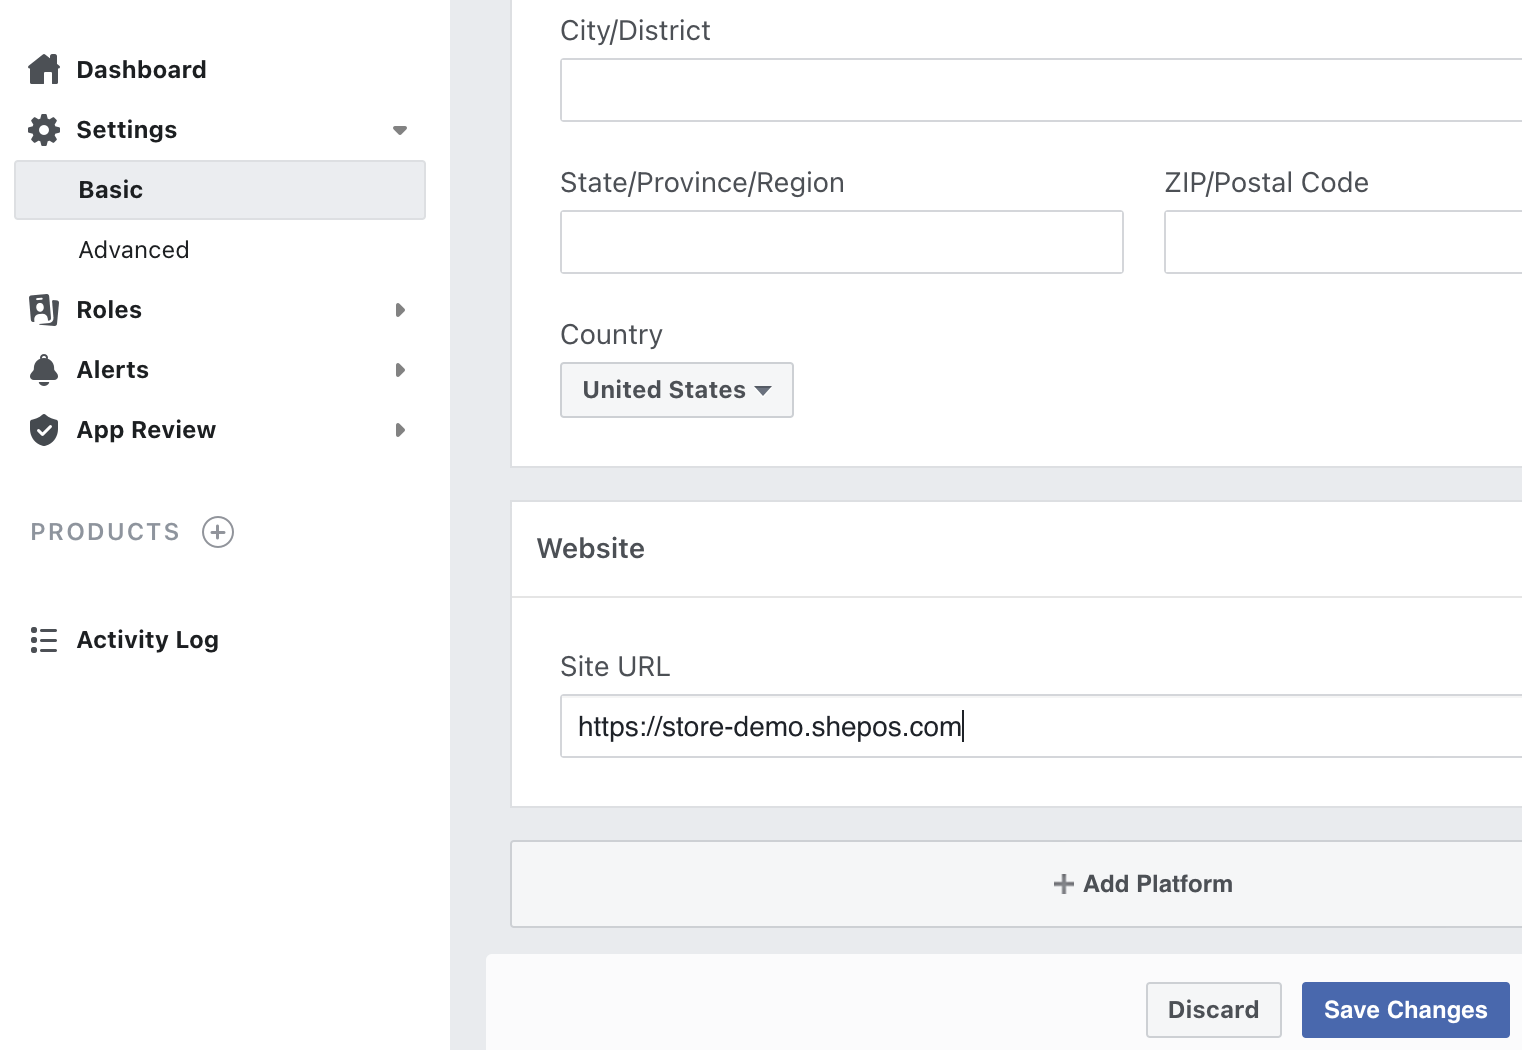 Dashboard
Settings
Basic
Advanced
Roles
Alerts
App Review
PRODUCTS
Activity Log
City/District
State/Province/Region
ZIP/Postal Code
Country
United States
Website
Site URL
https://store-demo.shepos.com
Add Platform
Discard
Save Changes